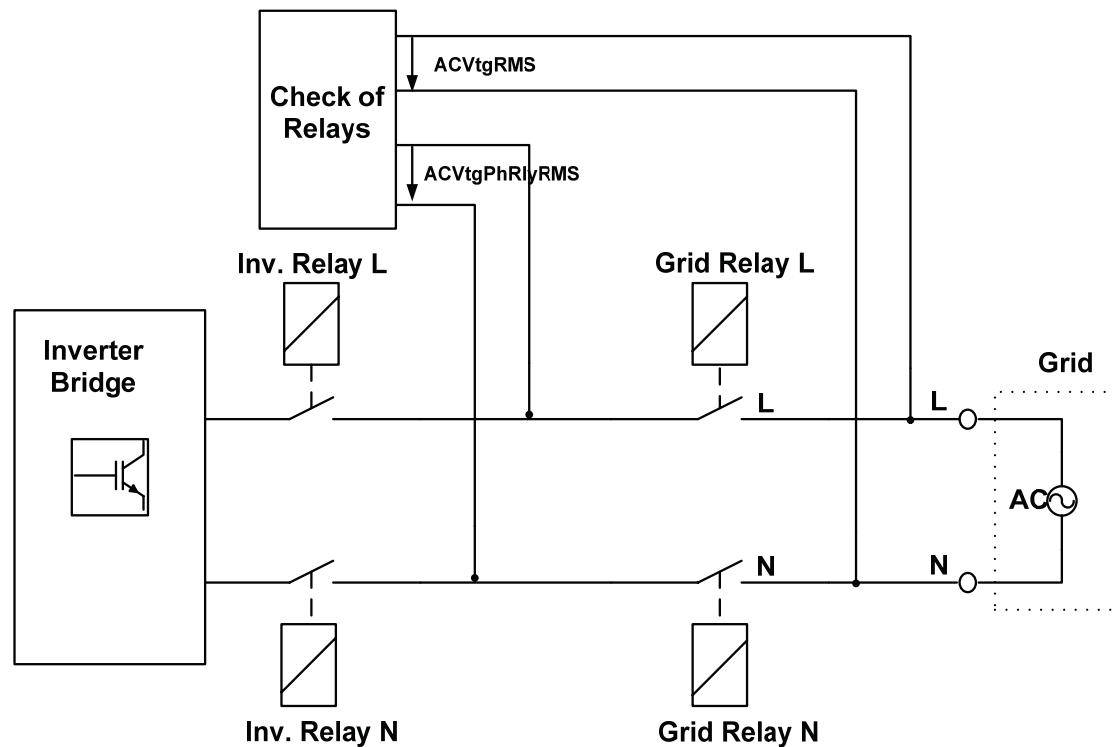 ACVtgRMS
Check of
Relays
ACVtgPhRlyRMS
Inv. Relay L
Grid Relay L
Inverter
Bridge
Grid
L
L
AC
N
N
Inv. Relay N
Grid Relay N